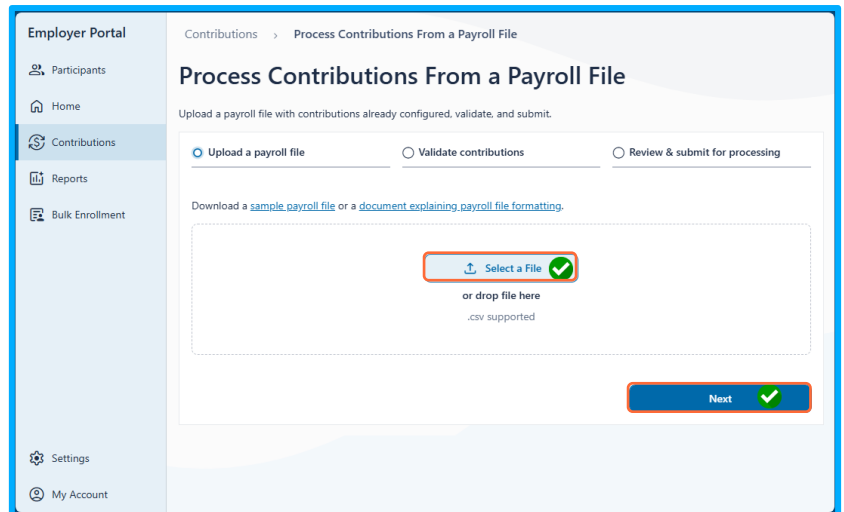 Employer Portal
Participants
Home
Contributions
Reports
Bulk Enrollment
Settings
My Account
Contributions > Process Contributions From a Payroll File
Process Contributions From a Payroll File
Upload a payroll file with contributions already configured, validate, and submit.
Upload a payroll file
Validate contributions
Review & submit for processing
Download a sample payroll file or a document explaining payroll file formatting.
Select a File
or drop file here
.csv supported
Next